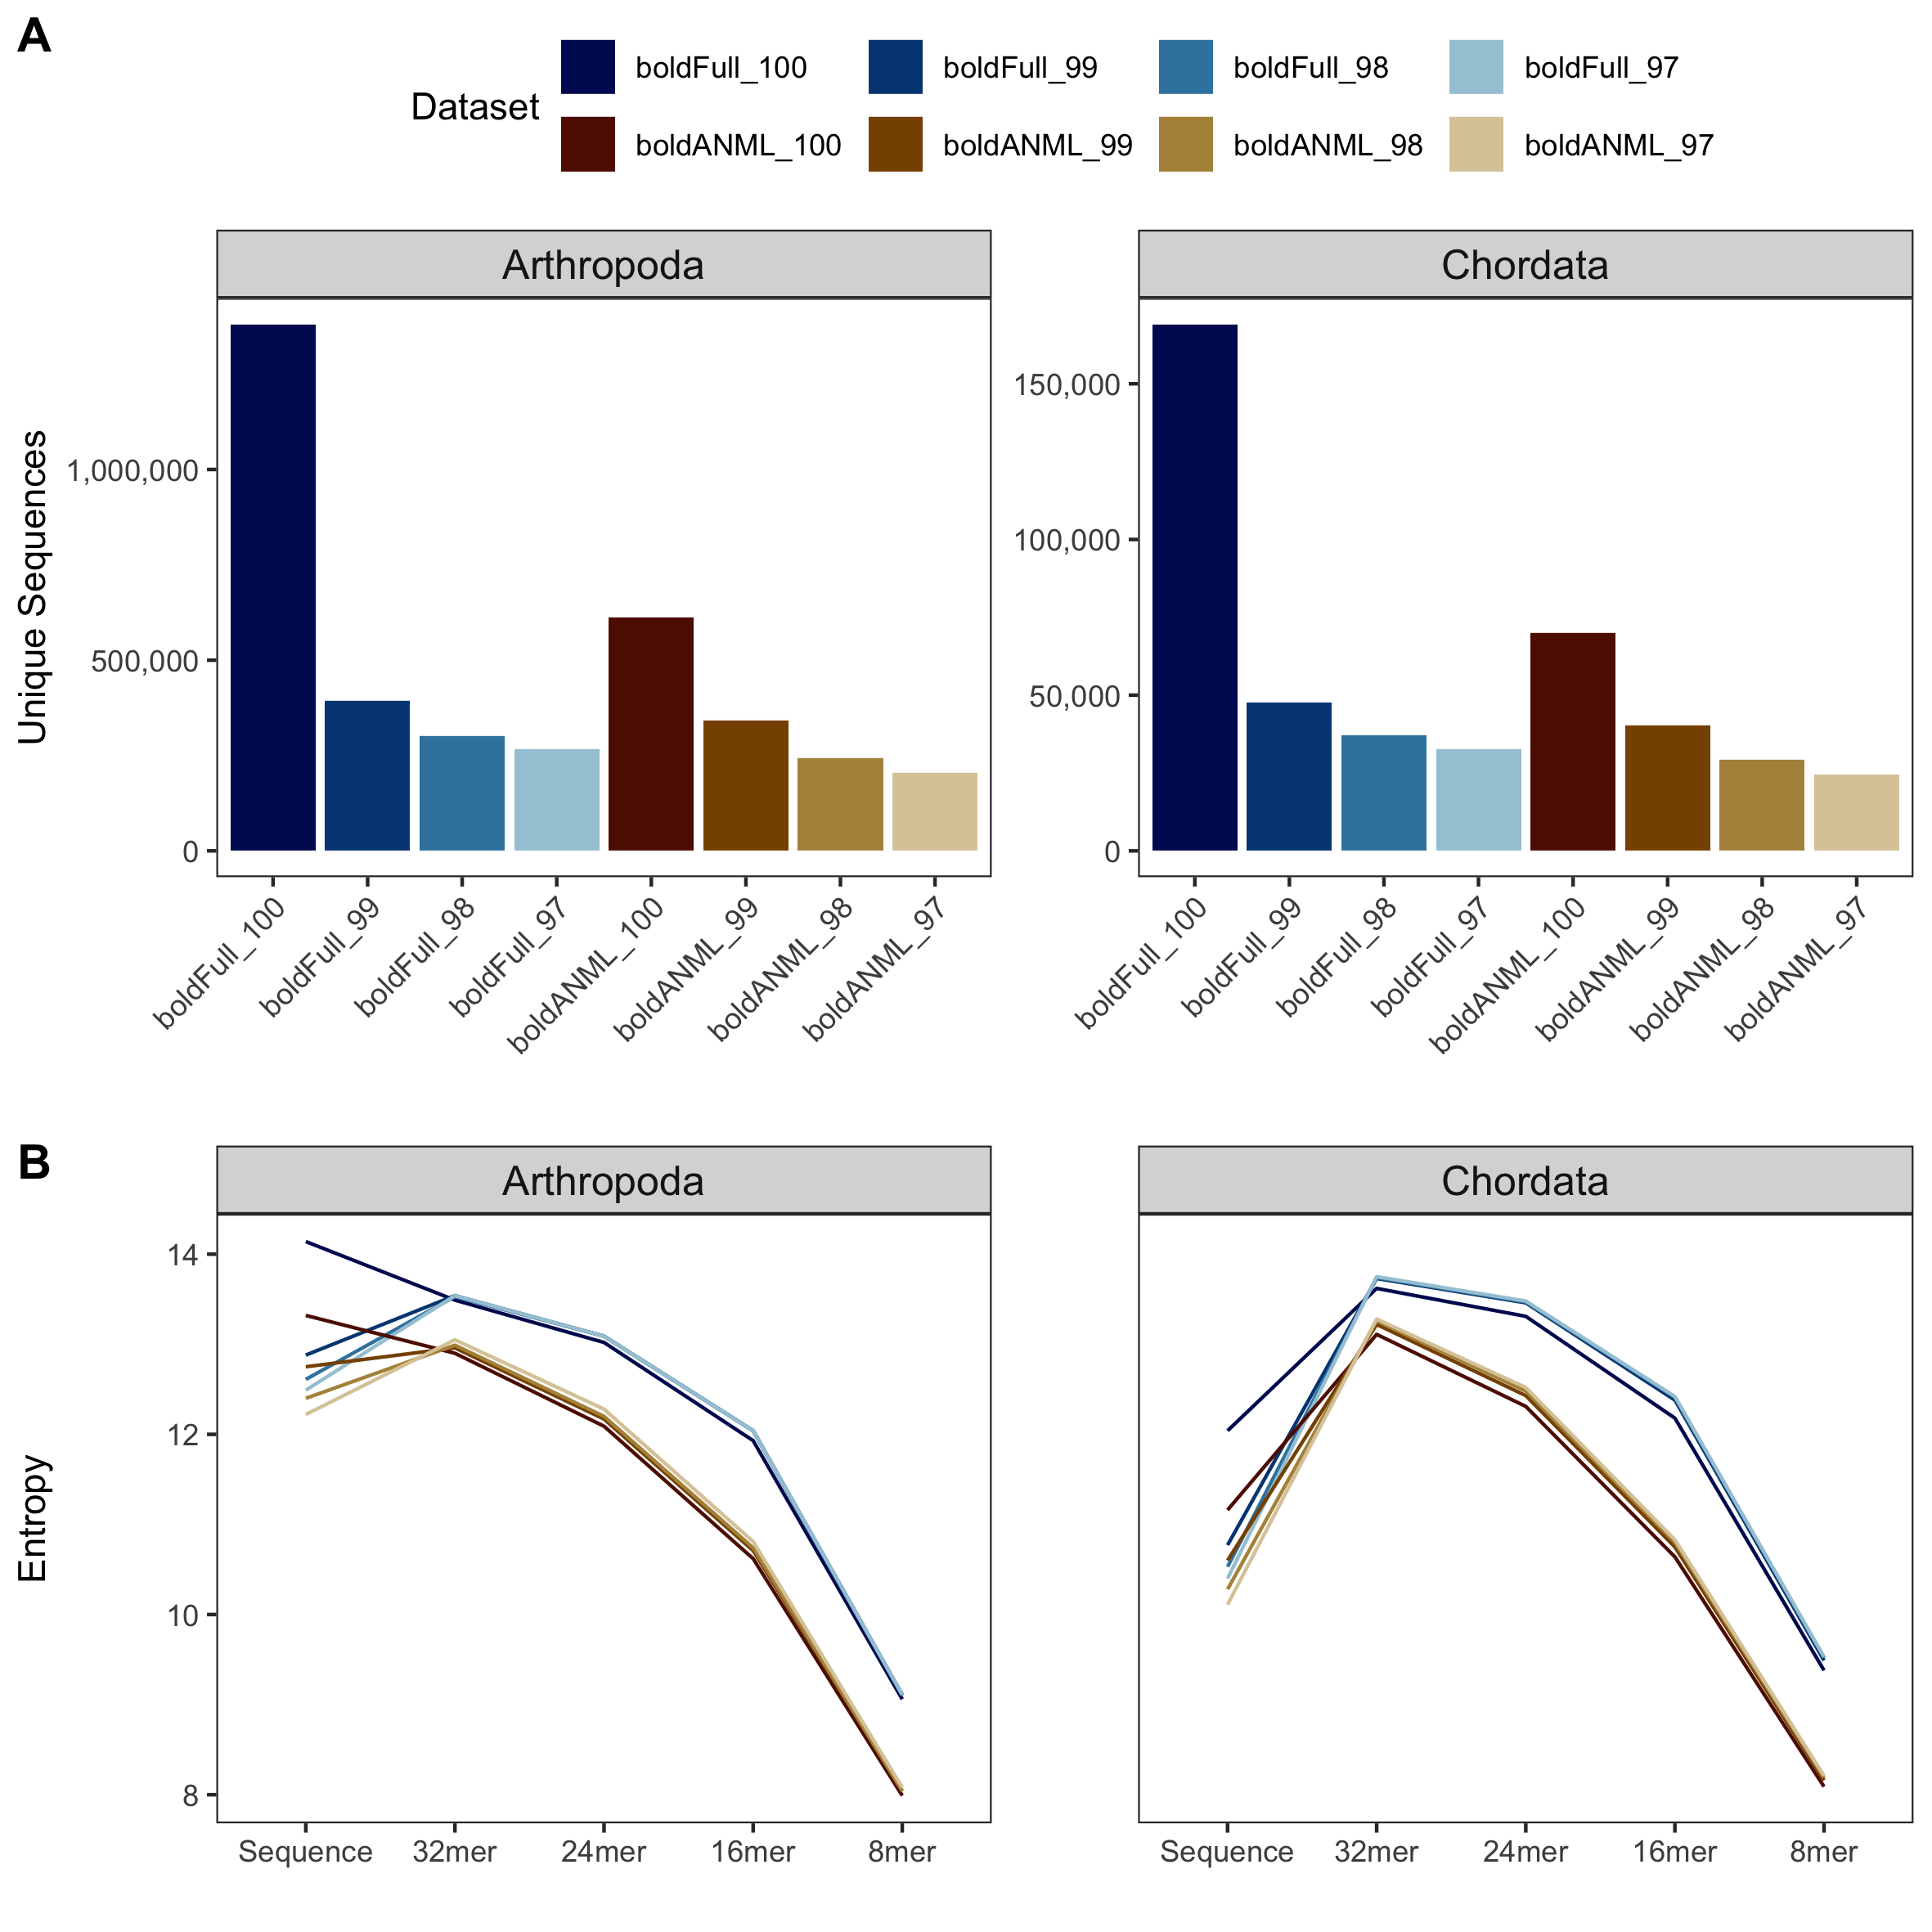 A
Dataset
boldFull_100 boldFull_99 boldFull_98 boldFull_97
boldANML_100 boldANML_99 boldANML_98 boldANML_97
Arthropoda
Unique Sequences
1,000,000
500,000
0
boldFull_100 boldFull_99 boldFull_98 boldFull_97 boldANML_100 boldANML_99 boldANML_98 boldANML_97
Chordata
150,000
100,000
50,000
0
boldFull_100 boldFull_99 boldFull_98 boldFull_97 boldANML_100 boldANML_99 boldANML_98 boldANML_97
B
Arthropoda
Entropy
14
12
10
8
Sequence 32mer 24mer 16mer 8mer
Chordata
Sequence 32mer 24mer 16mer 8mer